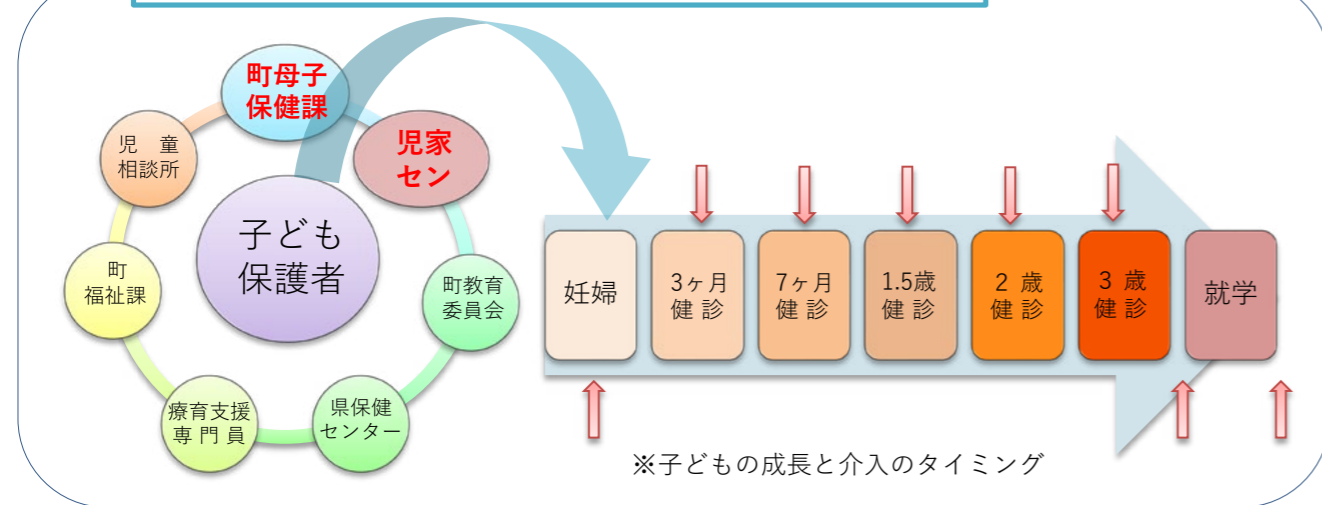 町母子
保健課
児家
セン
児　童
相談所
子ども
保護者
町
福祉課
町教育
委員会
療育支援
専 門 員
県保健
センター
妊婦
3ヶ月
健 診
7ヶ月
健 診
1.5歳
健 診
2 歳
健 診
3 歳
健 診
就学
※子どもの成長と介入のタイミング